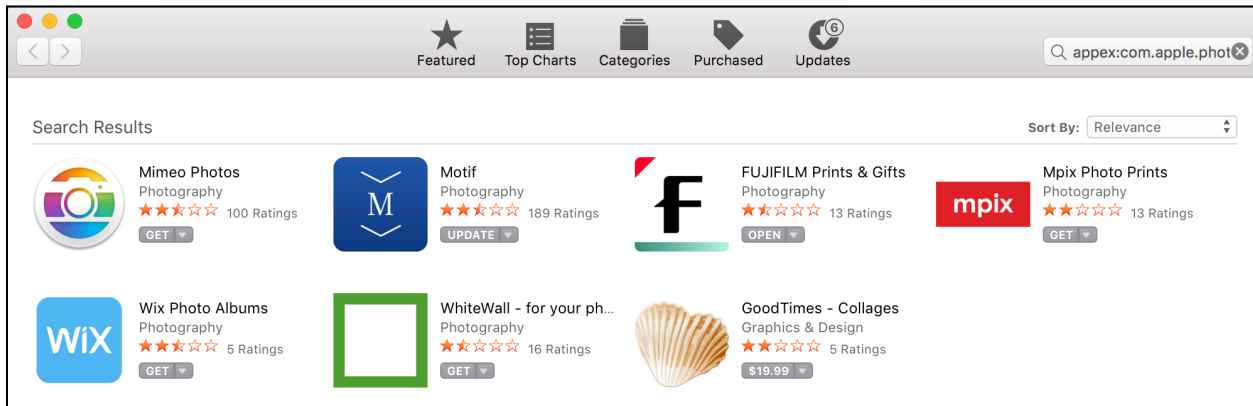 6
Featured
Top Charts
Categories
Purchased
Updates
appex:com.apple.phot
Search Results
Sort By: Relevance
Mimeo Photos
Photography
100 Ratings
GET
M
Motif
Photography
189 Ratings
UPDATE
F
FUJIFILM Prints & Gifts
Photography
13 Ratings
OPEN
mpix
Mpix Photo Prints
Photography
13 Ratings
GET
WiX
Wix Photo Albums
Photography
5 Ratings
GET
WhiteWall - for your ph...
Photography
16 Ratings
GET
GoodTimes - Collages
Graphics & Design
5 Ratings
$19.99